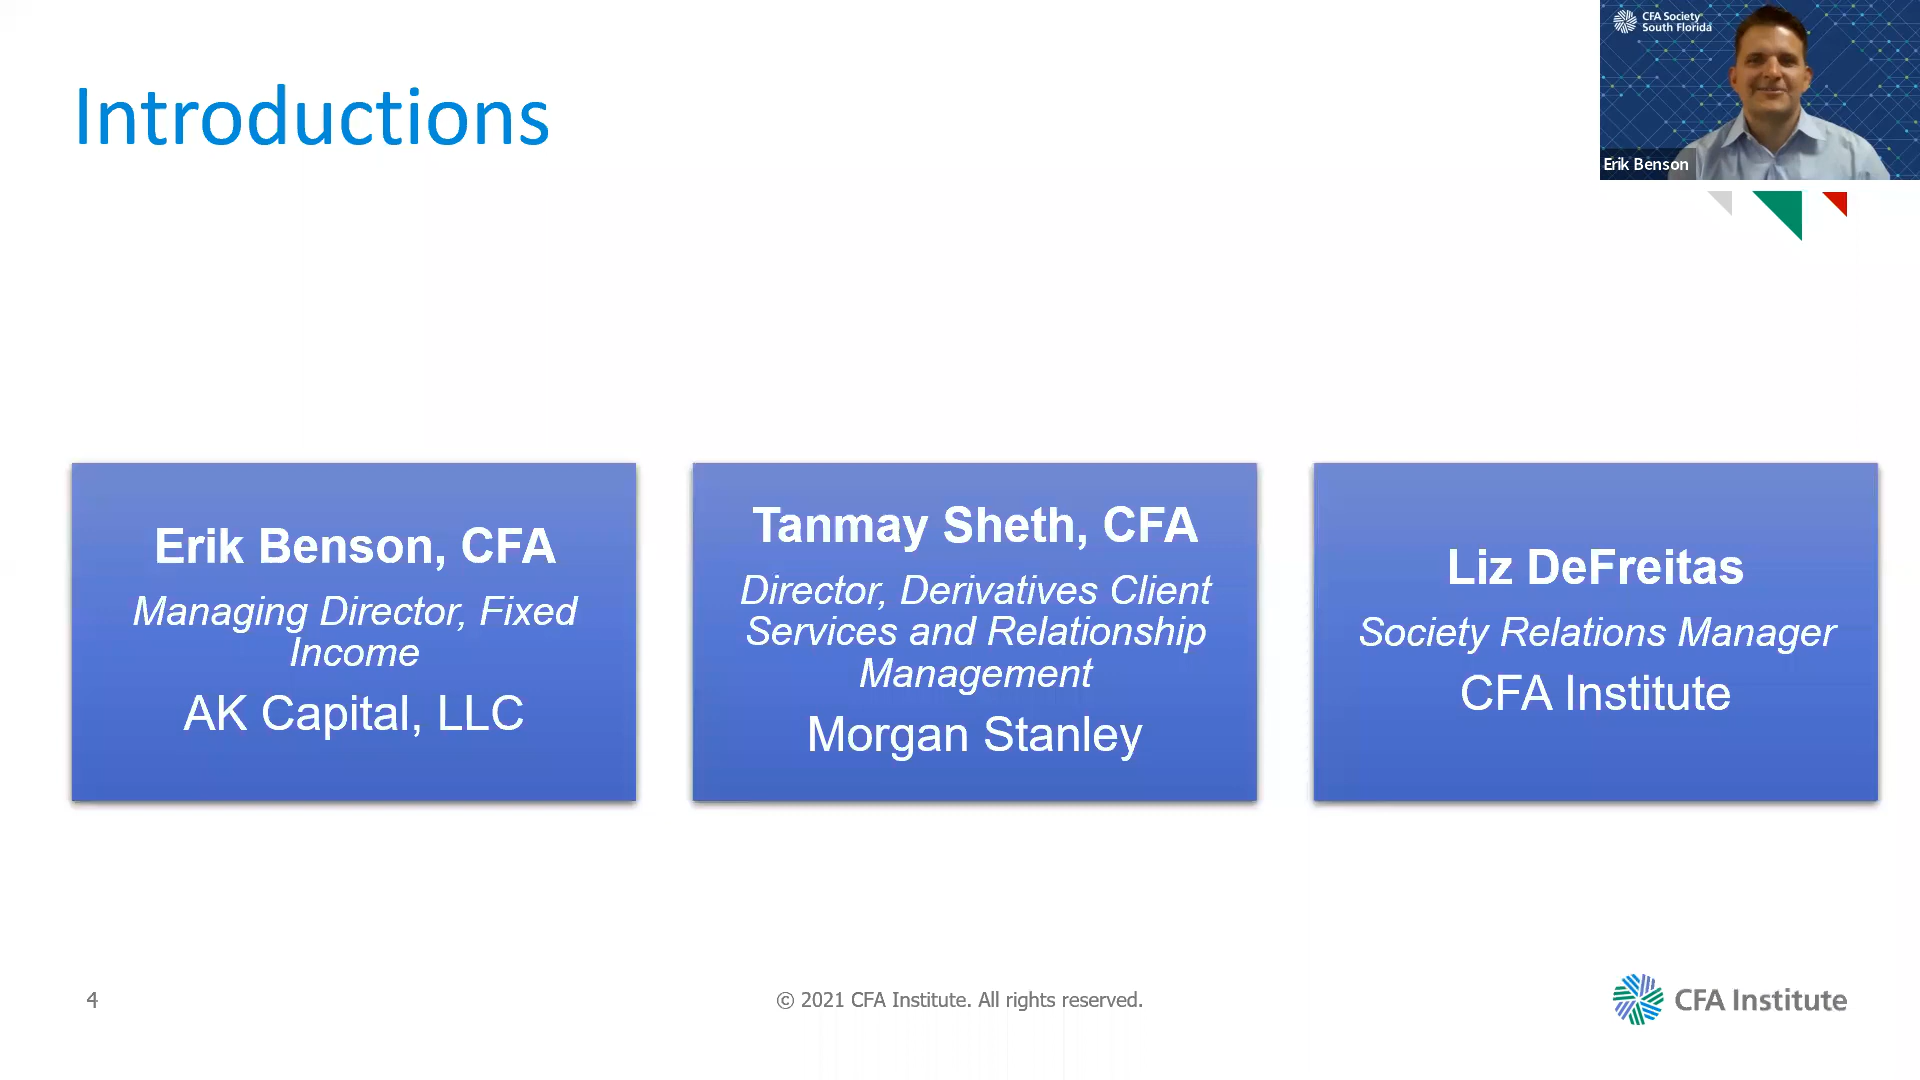 Introductions
CFA Society
South Florida
Erik Benson
Erik Benson, CFA
Managing Director, Fixed
Income
AK Capital, LLC
Tanmay Sheth, CFA
Director, Derivatives Client
Services and Relationship
Management
Morgan Stanley
Liz DeFreitas
Society Relations Manager
CFA Institute
4
© 2021 CFA Institute. All rights reserved.
CFA Institute